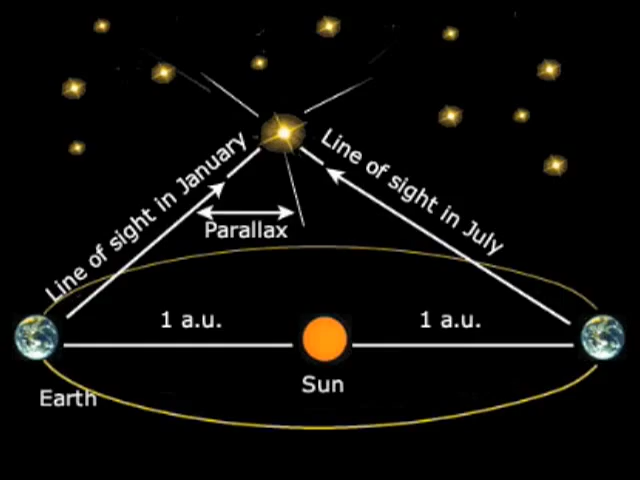 Line of sight in January
Line of sight in July
Parallax
1 a.u.
1 a.u.
Sun
Earth